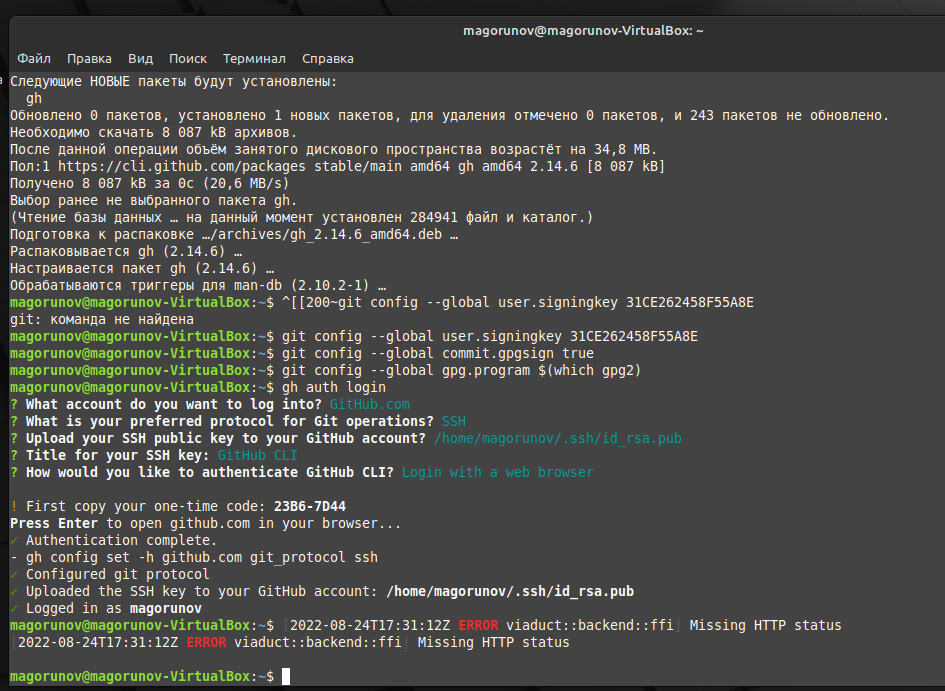 magorunov@magorunov-VirtualBox: ~
Файл Правка Вид Поиск Терминал Справка
Следующие НОВЫЕ пакеты будут установлены:
  gh
Обновлено 0 пакетов, установлено 1 новых пакетов, для удаления отмечено 0 пакетов, и 243 пакетов не обновлено.
Необходимо скачать 8 087 kB архивов.
После данной операции объём занятого дискового пространства возрастёт на 34,8 MB.
Пол:1 https://cli.github.com/packages stable/main amd64 gh amd64 2.14.6 [8 087 kB]
Получено 8 087 kB за 0с (20,6 MB/s)
Выбор ранее не выбранного пакета gh.
(Чтение базы данных … на данный момент установлен 284941 файл и каталог.)
Подготовка к распаковке …/archives/gh_2.14.6_amd64.deb …
Распаковывается gh (2.14.6) …
Настраивается пакет gh (2.14.6) …
Обрабатываются триггеры для man-db (2.10.2-1) …
magorunov@magorunov-VirtualBox:~$ ^[[200~git config --global user.signingkey 31CE262458F55A8E
git: команда не найдена
magorunov@magorunov-VirtualBox:~$ git config --global user.signingkey 31CE262458F55A8E
magorunov@magorunov-VirtualBox:~$ git config --global commit.gpgsign true
magorunov@magorunov-VirtualBox:~$ git config --global gpg.program $(which gpg2)
magorunov@magorunov-VirtualBox:~$ gh auth login
? What account do you want to log into? GitHub.com
? What is your preferred protocol for Git operations? SSH
? Upload your SSH public key to your GitHub account? /home/magorunov/.ssh/id_rsa.pub
? Title for your SSH key: GitHub CLI
? How would you like to authenticate GitHub CLI? Login with a web browser
! First copy your one-time code: 23B6-7D44
Press Enter to open github.com in your browser...
✓ Authentication complete.
- gh config set -h github.com git_protocol ssh
✓ Configured git protocol
✓ Uploaded the SSH key to your GitHub account: /home/magorunov/.ssh/id_rsa.pub
✓ Logged in as magorunov
magorunov@magorunov-VirtualBox:~$ [2022-08-24T17:31:12Z ERROR viaduct::backend::ffi] Missing HTTP status
[2022-08-24T17:31:12Z ERROR viaduct::backend::ffi] Missing HTTP status
magorunov@magorunov-VirtualBox:~$